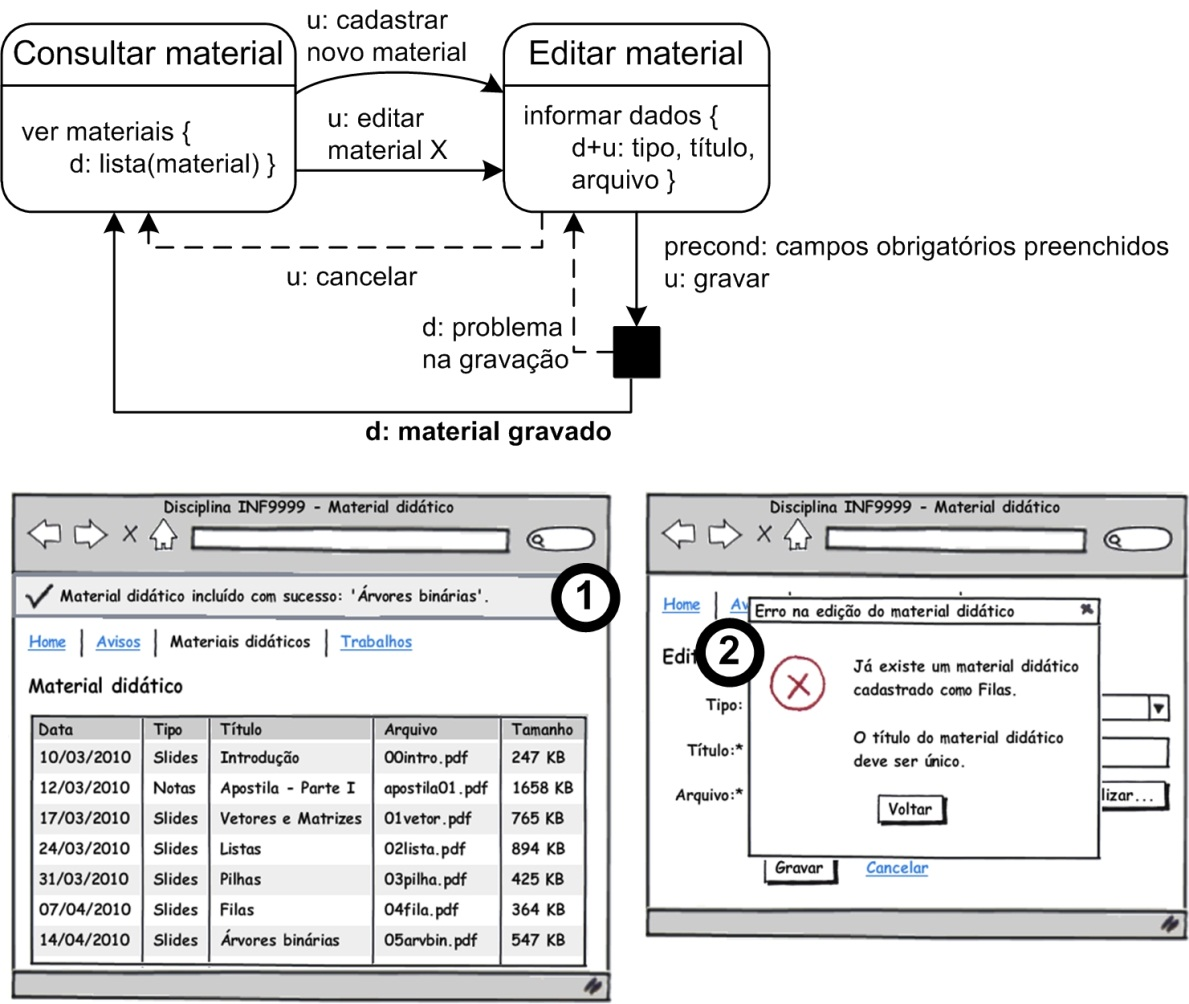 u: cadastrar
novo material
Consultar material
Editar material
ver materiais {
d: lista(material) }
u: editar
material X
informar dados {
d+u: tipo, título,
arquivo }
u: cancelar
precond: campos obrigatórios preenchidos
u: gravar
d: problema
na gravação
d: material gravado
Disciplina INF9999 - Material didático
X
Material didático incluído com sucesso: 'Árvores binárias'.
1
Home | Avisos | Materiais didáticos | Trabalhos
Material didático
Data Tipo Título Arquivo Tamanho
10/03/2010 Slides Introdução 00intro.pdf 247 KB
12/03/2010 Notas Apostila - Parte I apostila01.pdf 1658 KB
17/03/2010 Slides Vetores e Matrizes 01vetor.pdf 765 KB
24/03/2010 Slides Listas 02lista.pdf 894 KB
31/03/2010 Slides Pilhas 03pilha.pdf 425 KB
07/04/2010 Slides Filas 04fila.pdf 364 KB
14/04/2010 Slides Árvores binárias 05arvbin.pdf 547 KB
Disciplina INF9999 - Material didático
X
Home | Av
Erro na edição do material didático
Edit
2
Já existe um material didático
cadastrado como Filas.
O título do material didático
deve ser único.
Voltar
Tipo:
Título:*
Arquivo:*
lizar...
Gravar Cancelar